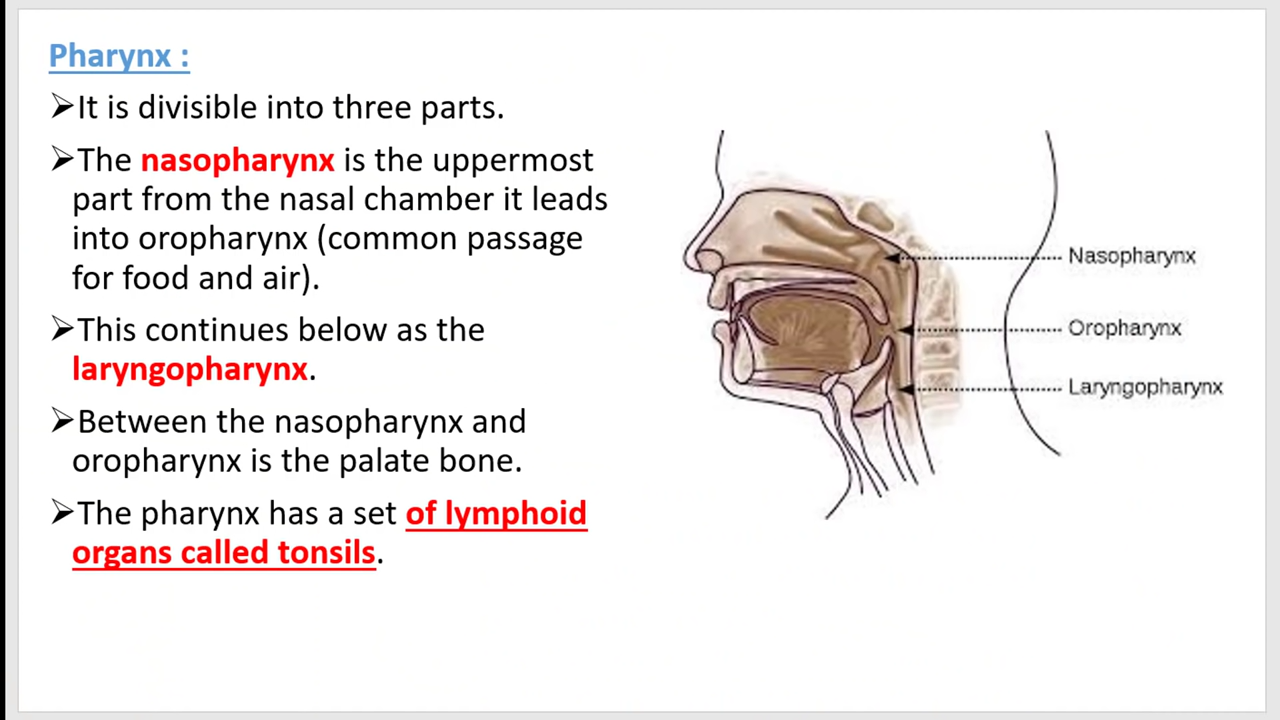 Pharynx :
➢It is divisible into three parts.
➢The nasopharynx is the uppermost
part from the nasal chamber it leads
into oropharynx (common passage
for food and air).
➢This continues below as the
laryngopharynx.
➢Between the nasopharynx and
oropharynx is the palate bone.
➢The pharynx has a set of lymphoid
organs called tonsils.
Nasopharynx
Oropharynx
Laryngopharynx